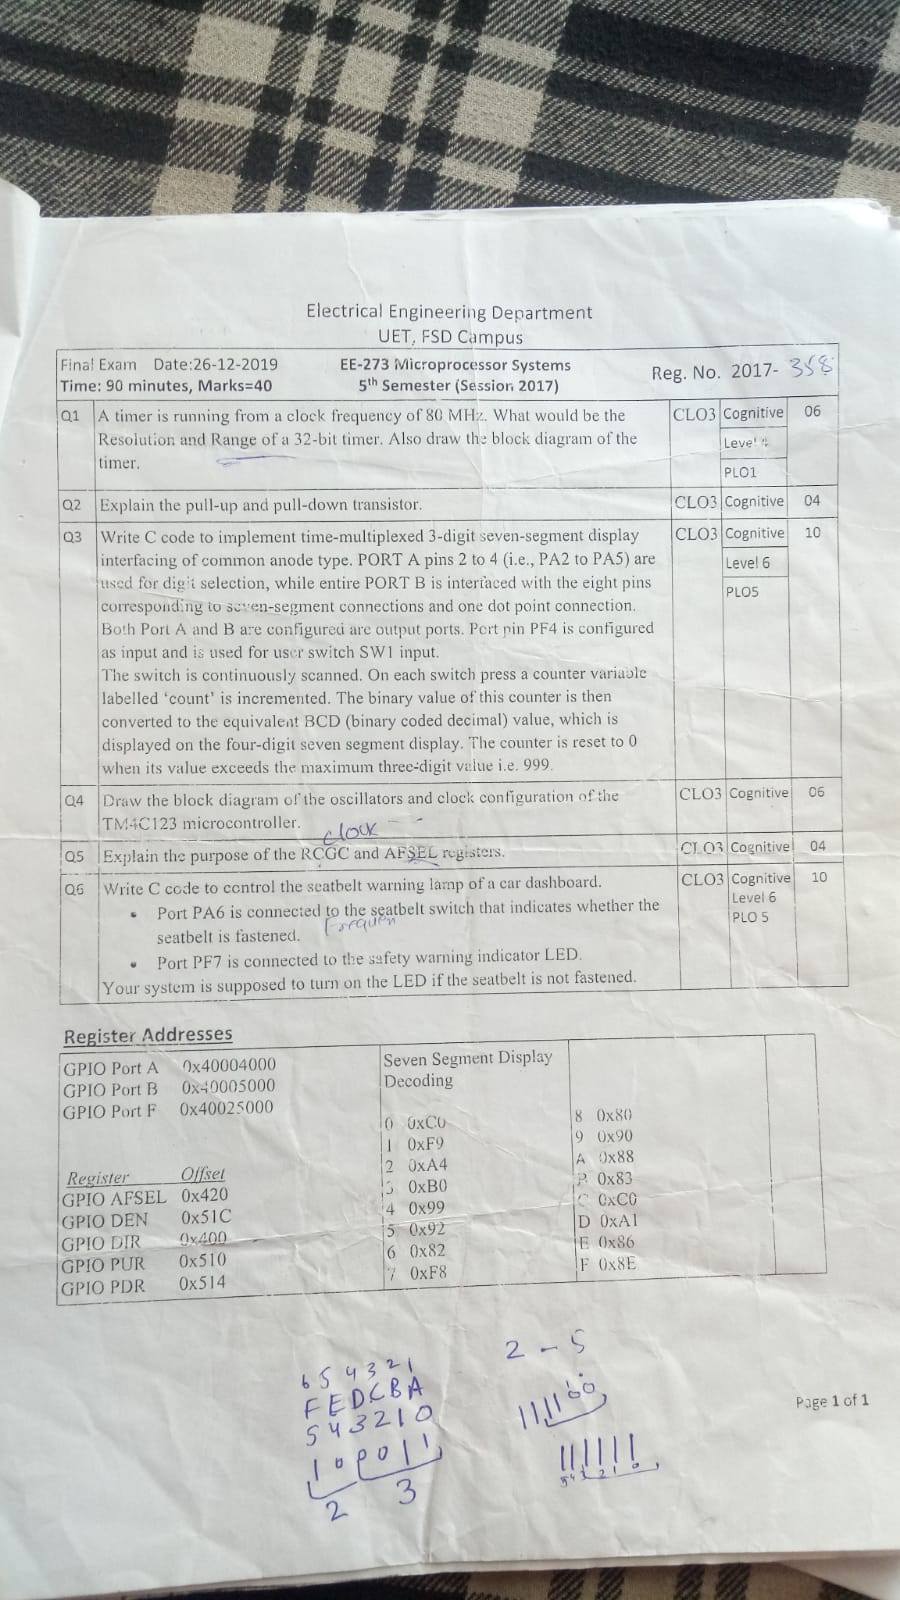 Electrical Engineering Department
UET, FSD Campus
Final Exam Date:26-12-2019
Time: 90 minutes, Marks=40
EE-273 Microprocessor Systems
5th Semester (Session 2017)
Reg. No. 2017- 358
Q1 A timer is running from a clock frequency of 80 MHz. What would be the CLO3 Cognitive 06
Resolution and Range of a 32-bit timer. Also draw the block diagram of the Level
timer. PLO1
Q2 Explain the pull-up and pull-down transistor. CLO3 Cognitive 04
Q3 Write C code to implement time-multiplexed 3-digit seven-segment display CLO3 Cognitive 10
interfacing of common anode type. PORT A pins 2 to 4 (i.e., PA2 to PA5) are Level 6
used for digit selection, while entire PORT B is interfaced with the eight pins PLO5
corresponding to seven-segment connections and one dot point connection.
Both Port A and B are configured are output ports. Port pin PF4 is configured
as input and is used for user switch SW1 input.
The switch is continuously scanned. On each switch press a counter variable
labelled ‘count’ is incremented. The binary value of this counter is then
converted to the equivalent BCD (binary coded decimal) value, which is
displayed on the four-digit seven segment display. The counter is reset to 0
when its value exceeds the maximum three-digit value i.e. 999.
Q4 Draw the block diagram of the oscillators and clock configuration of the CLO3 Cognitive 06
TM4C123 microcontroller.
clock
Q5 Explain the purpose of the RCGC and AFSEL registers. CLO3 Cognitive 04
Q6 Write C code to control the seatbelt warning lamp of a car dashboard. CLO3 Cognitive 10
Level 6
• Port PA6 is connected to the seatbelt switch that indicates whether the PLO 5
seatbelt is fastened.
• Port PF7 is connected to the safety warning indicator LED.
Your system is supposed to turn on the LED if the seatbelt is not fastened.
Register Addresses
GPIO Port A 0x40004000
GPIO Port B 0x40005000
GPIO Port F 0x40025000
Register Offset
GPIO AFSEL 0x420
GPIO DEN 0x51C
GPIO DIR 0x400
GPIO PUR 0x510
GPIO PDR 0x514
Seven Segment Display
Decoding
0 0xC0
1 0xF9
2 0xA4
3 0xB0
4 0x99
5 0x92
6 0x82
7 0xF8
8 0x80
9 0x90
A 0x88
0x83
C 0xC0
D 0xA1
E 0x86
F 0x8E
2 - 5
6 5 4 3 2 1
F E D C B A
5 4 3 2 1 0
1 0 0 0 1 1
2 3
11111100
111111
Page 1 of 1